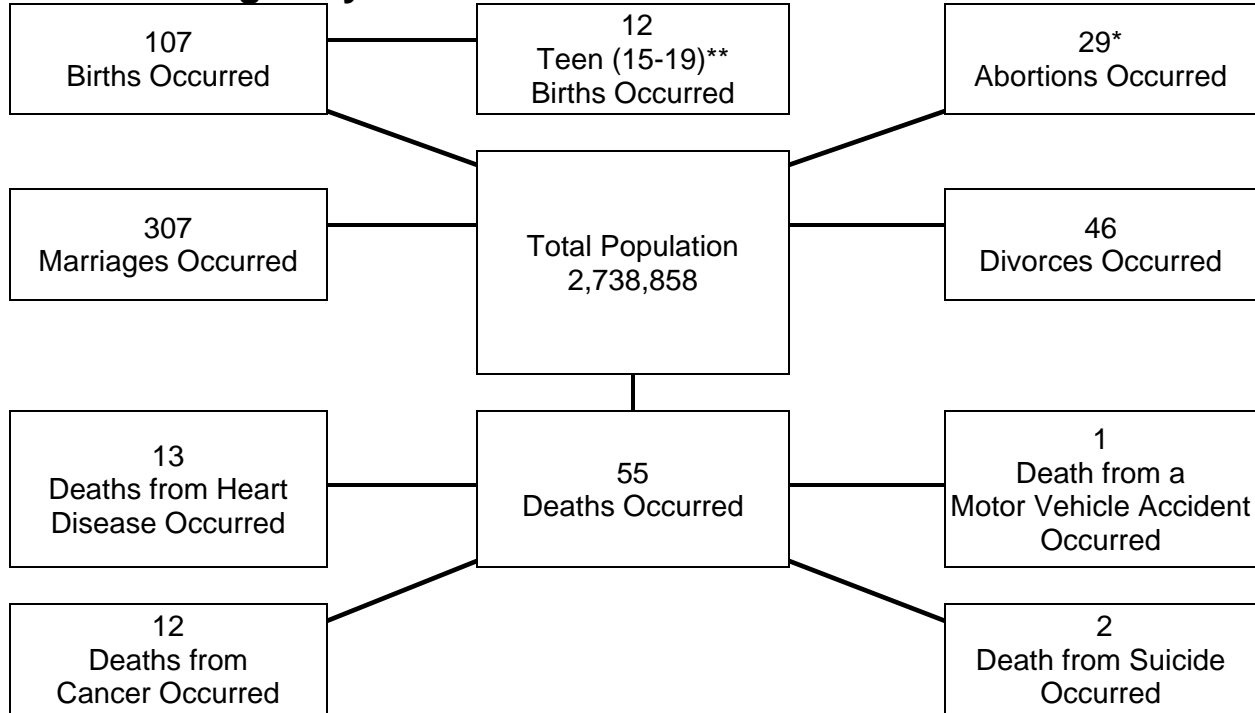 107
Births Occurred
12
Teen (15-19)**
Births Occurred
29*
Abortions Occurred
307
Marriages Occurred
Total Population
2,738,858
46
Divorces Occurred
13
Deaths from Heart
Disease Occurred
55
Deaths Occurred
1
Death from a
Motor Vehicle Accident
Occurred
12
Deaths from
Cancer Occurred
2
Death from Suicide
Occurred